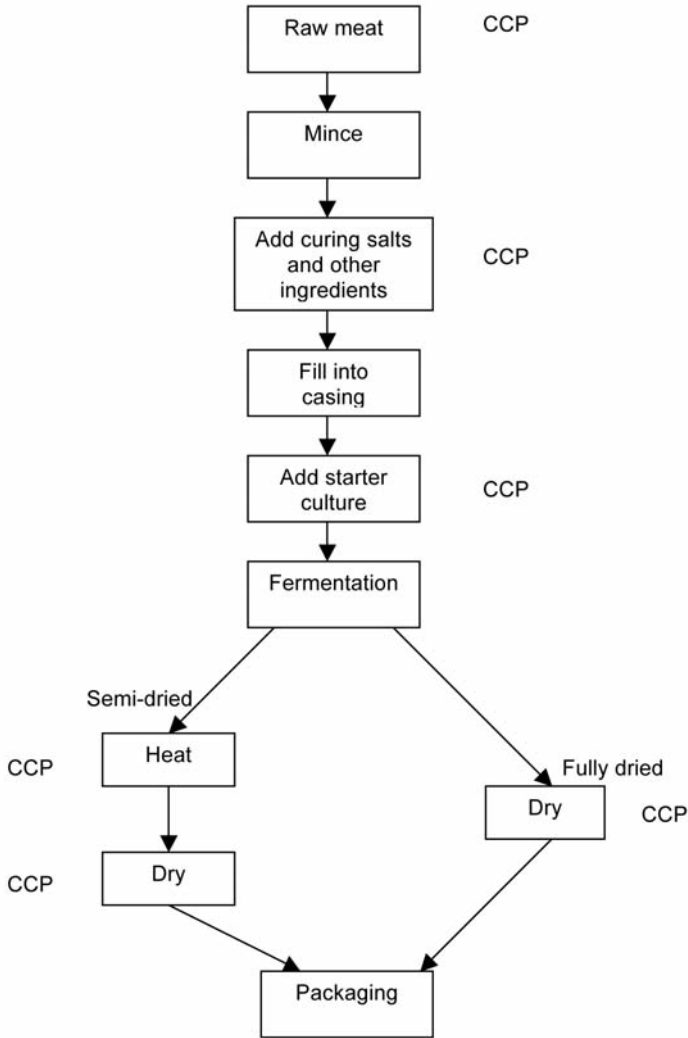 Raw meat
CCP
Mince
Add curing salts
and other
ingredients
CCP
Fill into
casing
Add starter
culture
CCP
Fermentation
Semi-dried
Heat
CCP
Fully dried
Dry
CCP
Dry
CCP
Packaging